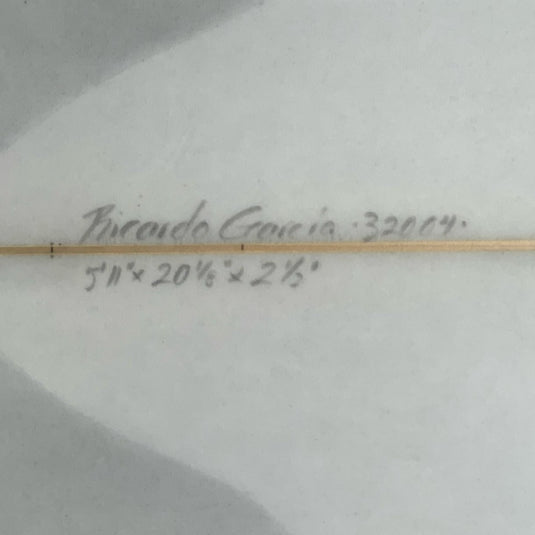 Ricardo Garcia · 32004 ·
5'11" x 20 1/8" x 2 1/2"